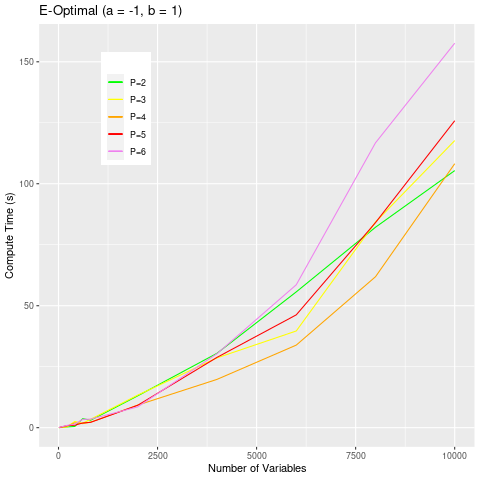 E-Optimal (a = -1, b = 1)
150
100
50
0
Compute Time (s)
P=2
P=3
P=4
P=5
P=6
0 2500 5000 7500 10000
Number of Variables